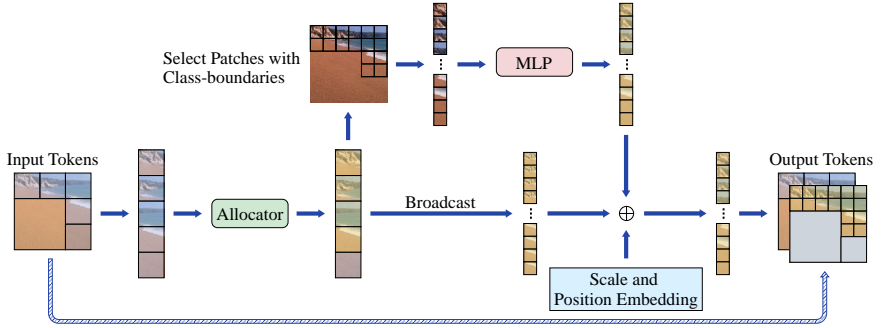 Select Patches with
Class-boundaries
MLP
Input Tokens
Allocator
Broadcast
Output Tokens
Scale and
Position Embedding